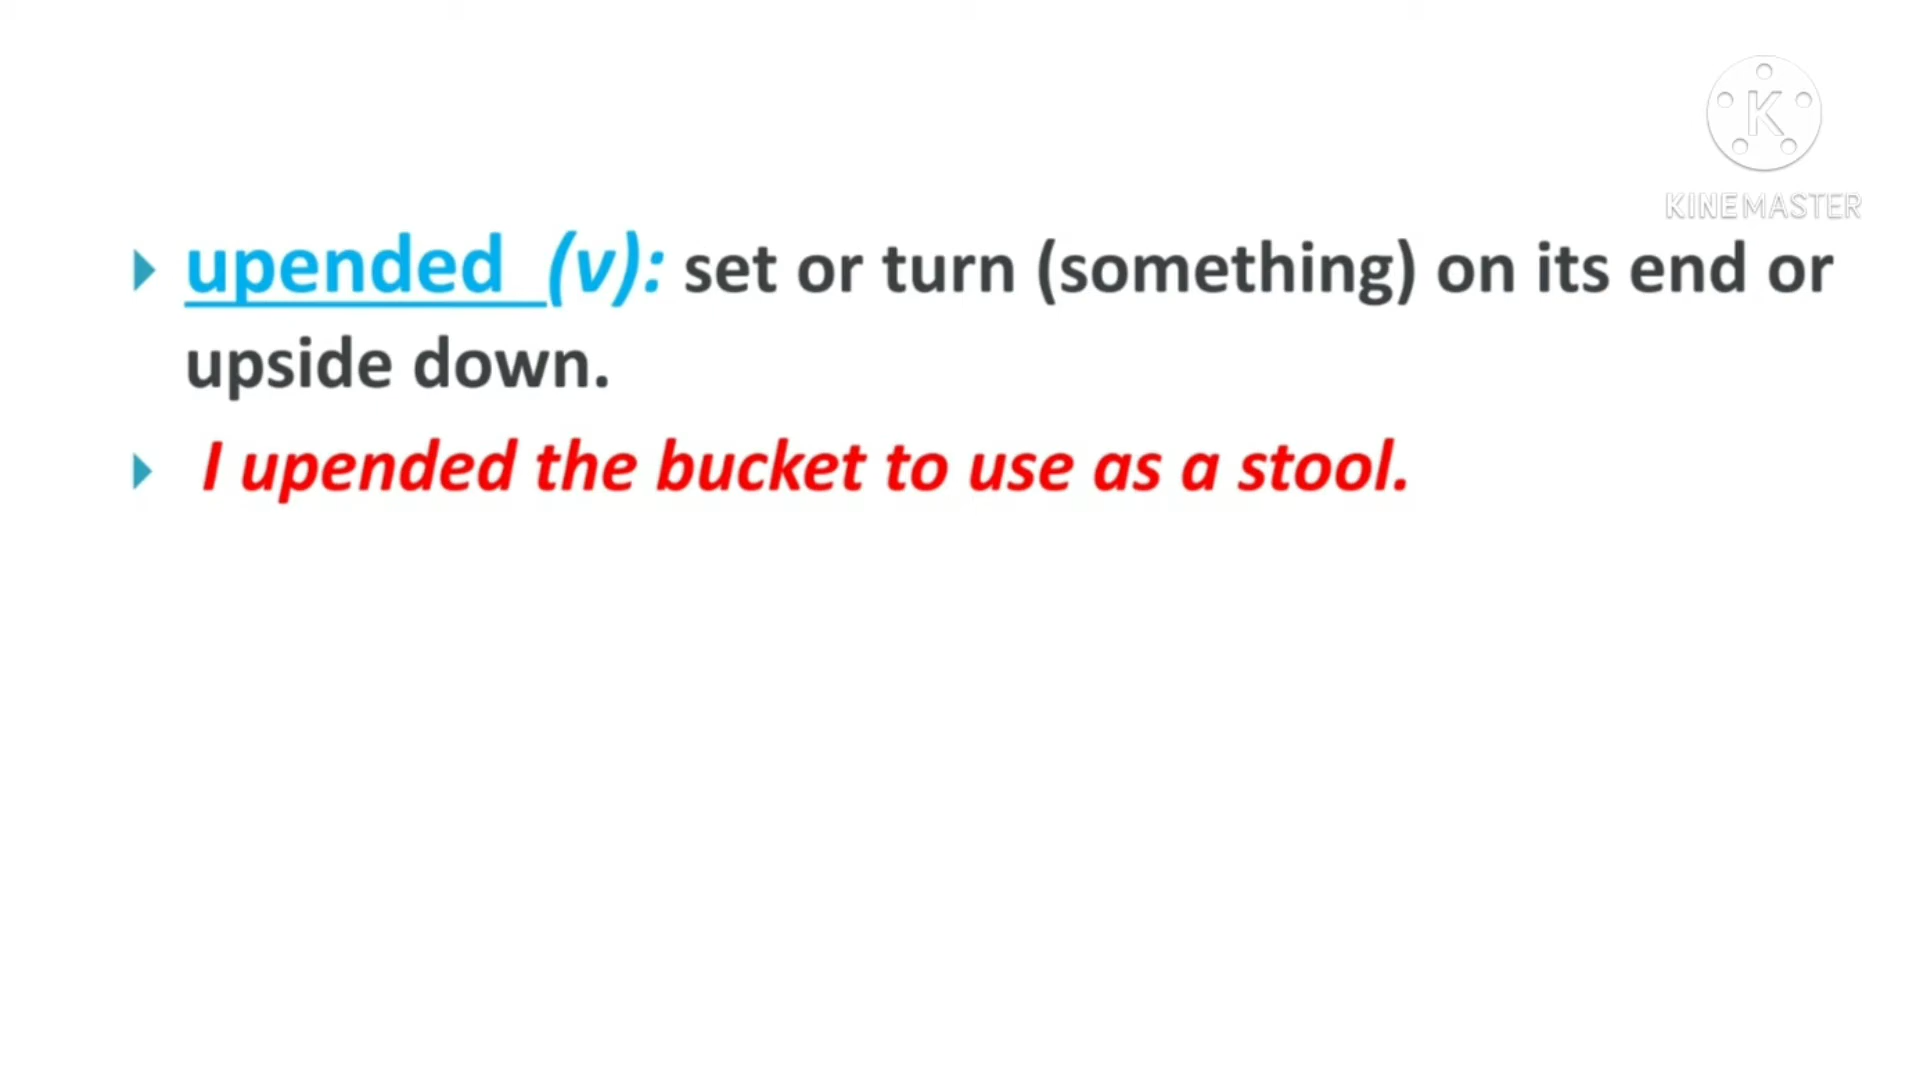 K
KINEMASTER
upended (v): set or turn (something) on its end or
upside down.
I upended the bucket to use as a stool.